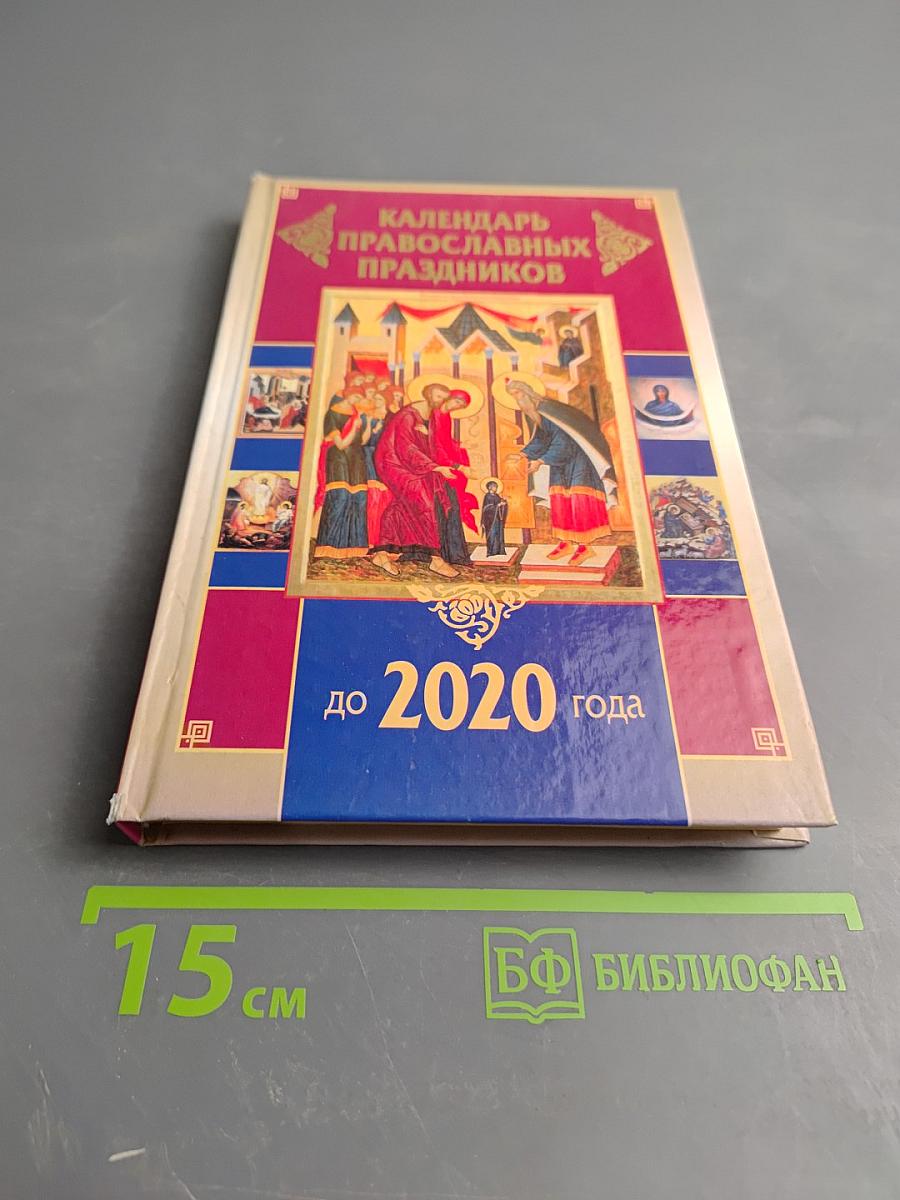 КАЛЕНДАРЬ
ПРАВОСЛАВНЫХ
ПРАЗДНИКОВ
до 2020 года
15 см
БФ БИБЛИОФАН